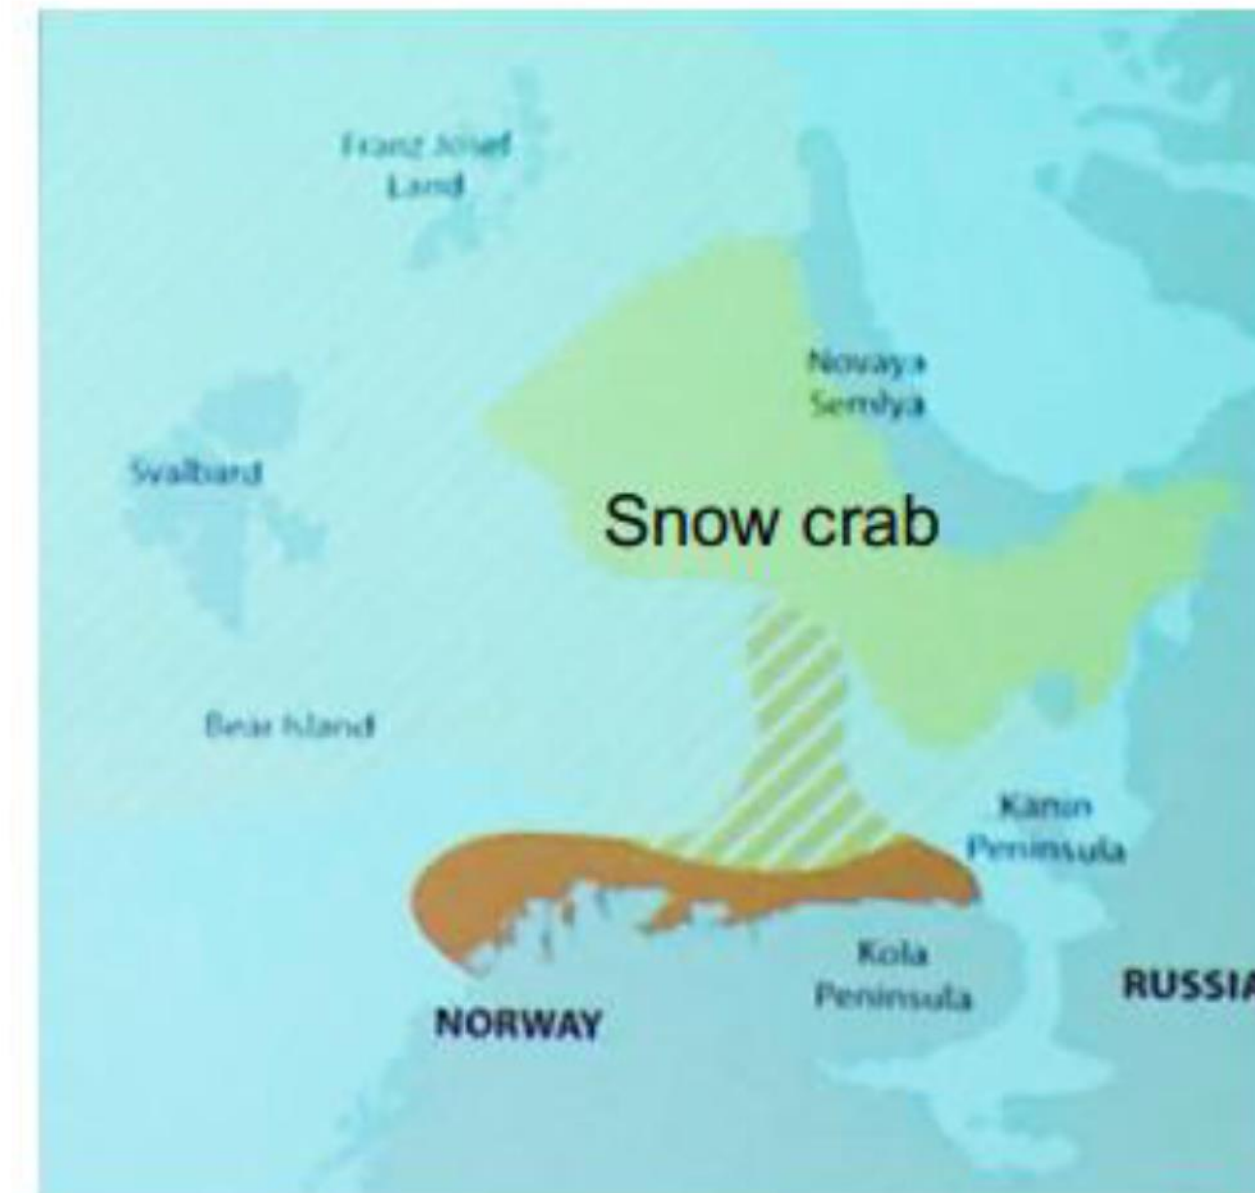 Franz Josef
Land
Novaya
Semlya
Svalbard
Snow crab
Bear Island
Kanin
Peninsula
Kola
Peninsula
RUSSIA
NORWAY